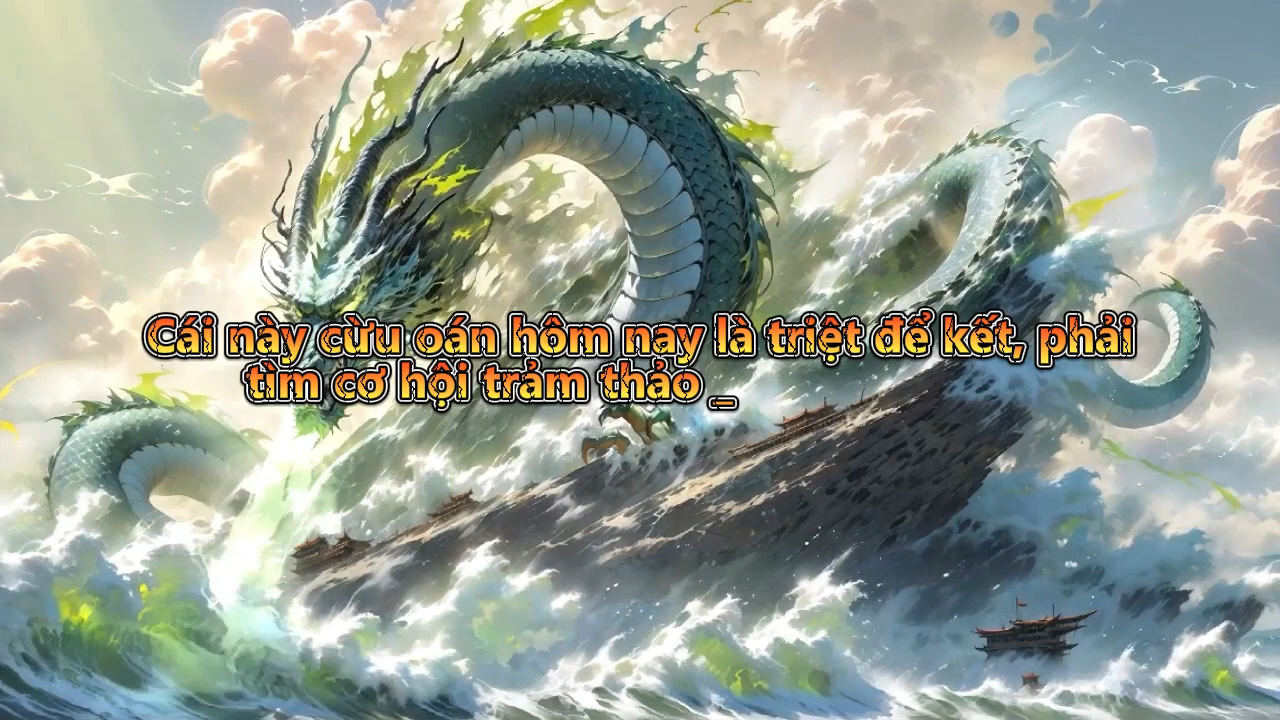 Cái này cừu oán hôm nay là triệt để kết, phải
tìm cơ hội trảm thảo _